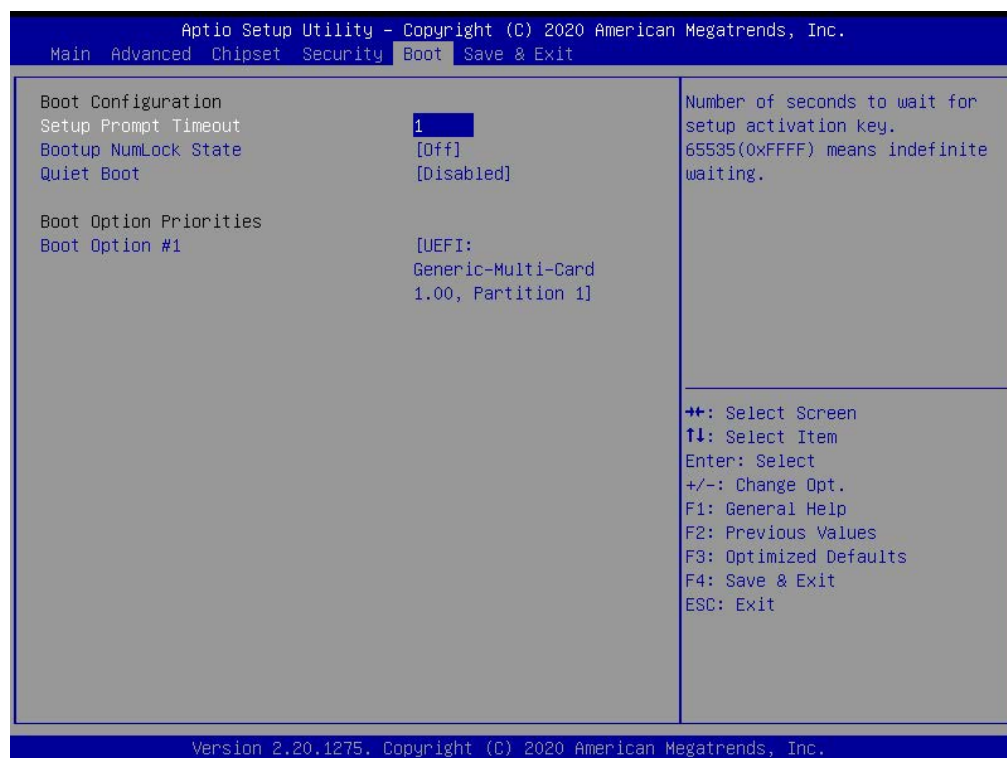 Aptio Setup Utility – Copyright (C) 2020 American Megatrends, Inc.
Main Advanced Chipset Security Boot Save & Exit
Boot Configuration
Setup Prompt Timeout 1
Bootup NumLock State [Off]
Quiet Boot [Disabled]
Boot Option Priorities
Boot Option #1 [UEFI:
Generic-Multi-Card
1.00, Partition 1]
Number of seconds to wait for
setup activation key.
65535(0xFFFF) means indefinite
waiting.
→←: Select Screen
↑↓: Select Item
Enter: Select
+/-: Change Opt.
F1: General Help
F2: Previous Values
F3: Optimized Defaults
F4: Save & Exit
ESC: Exit
Version 2.20.1275. Copyright (C) 2020 American Megatrends, Inc.